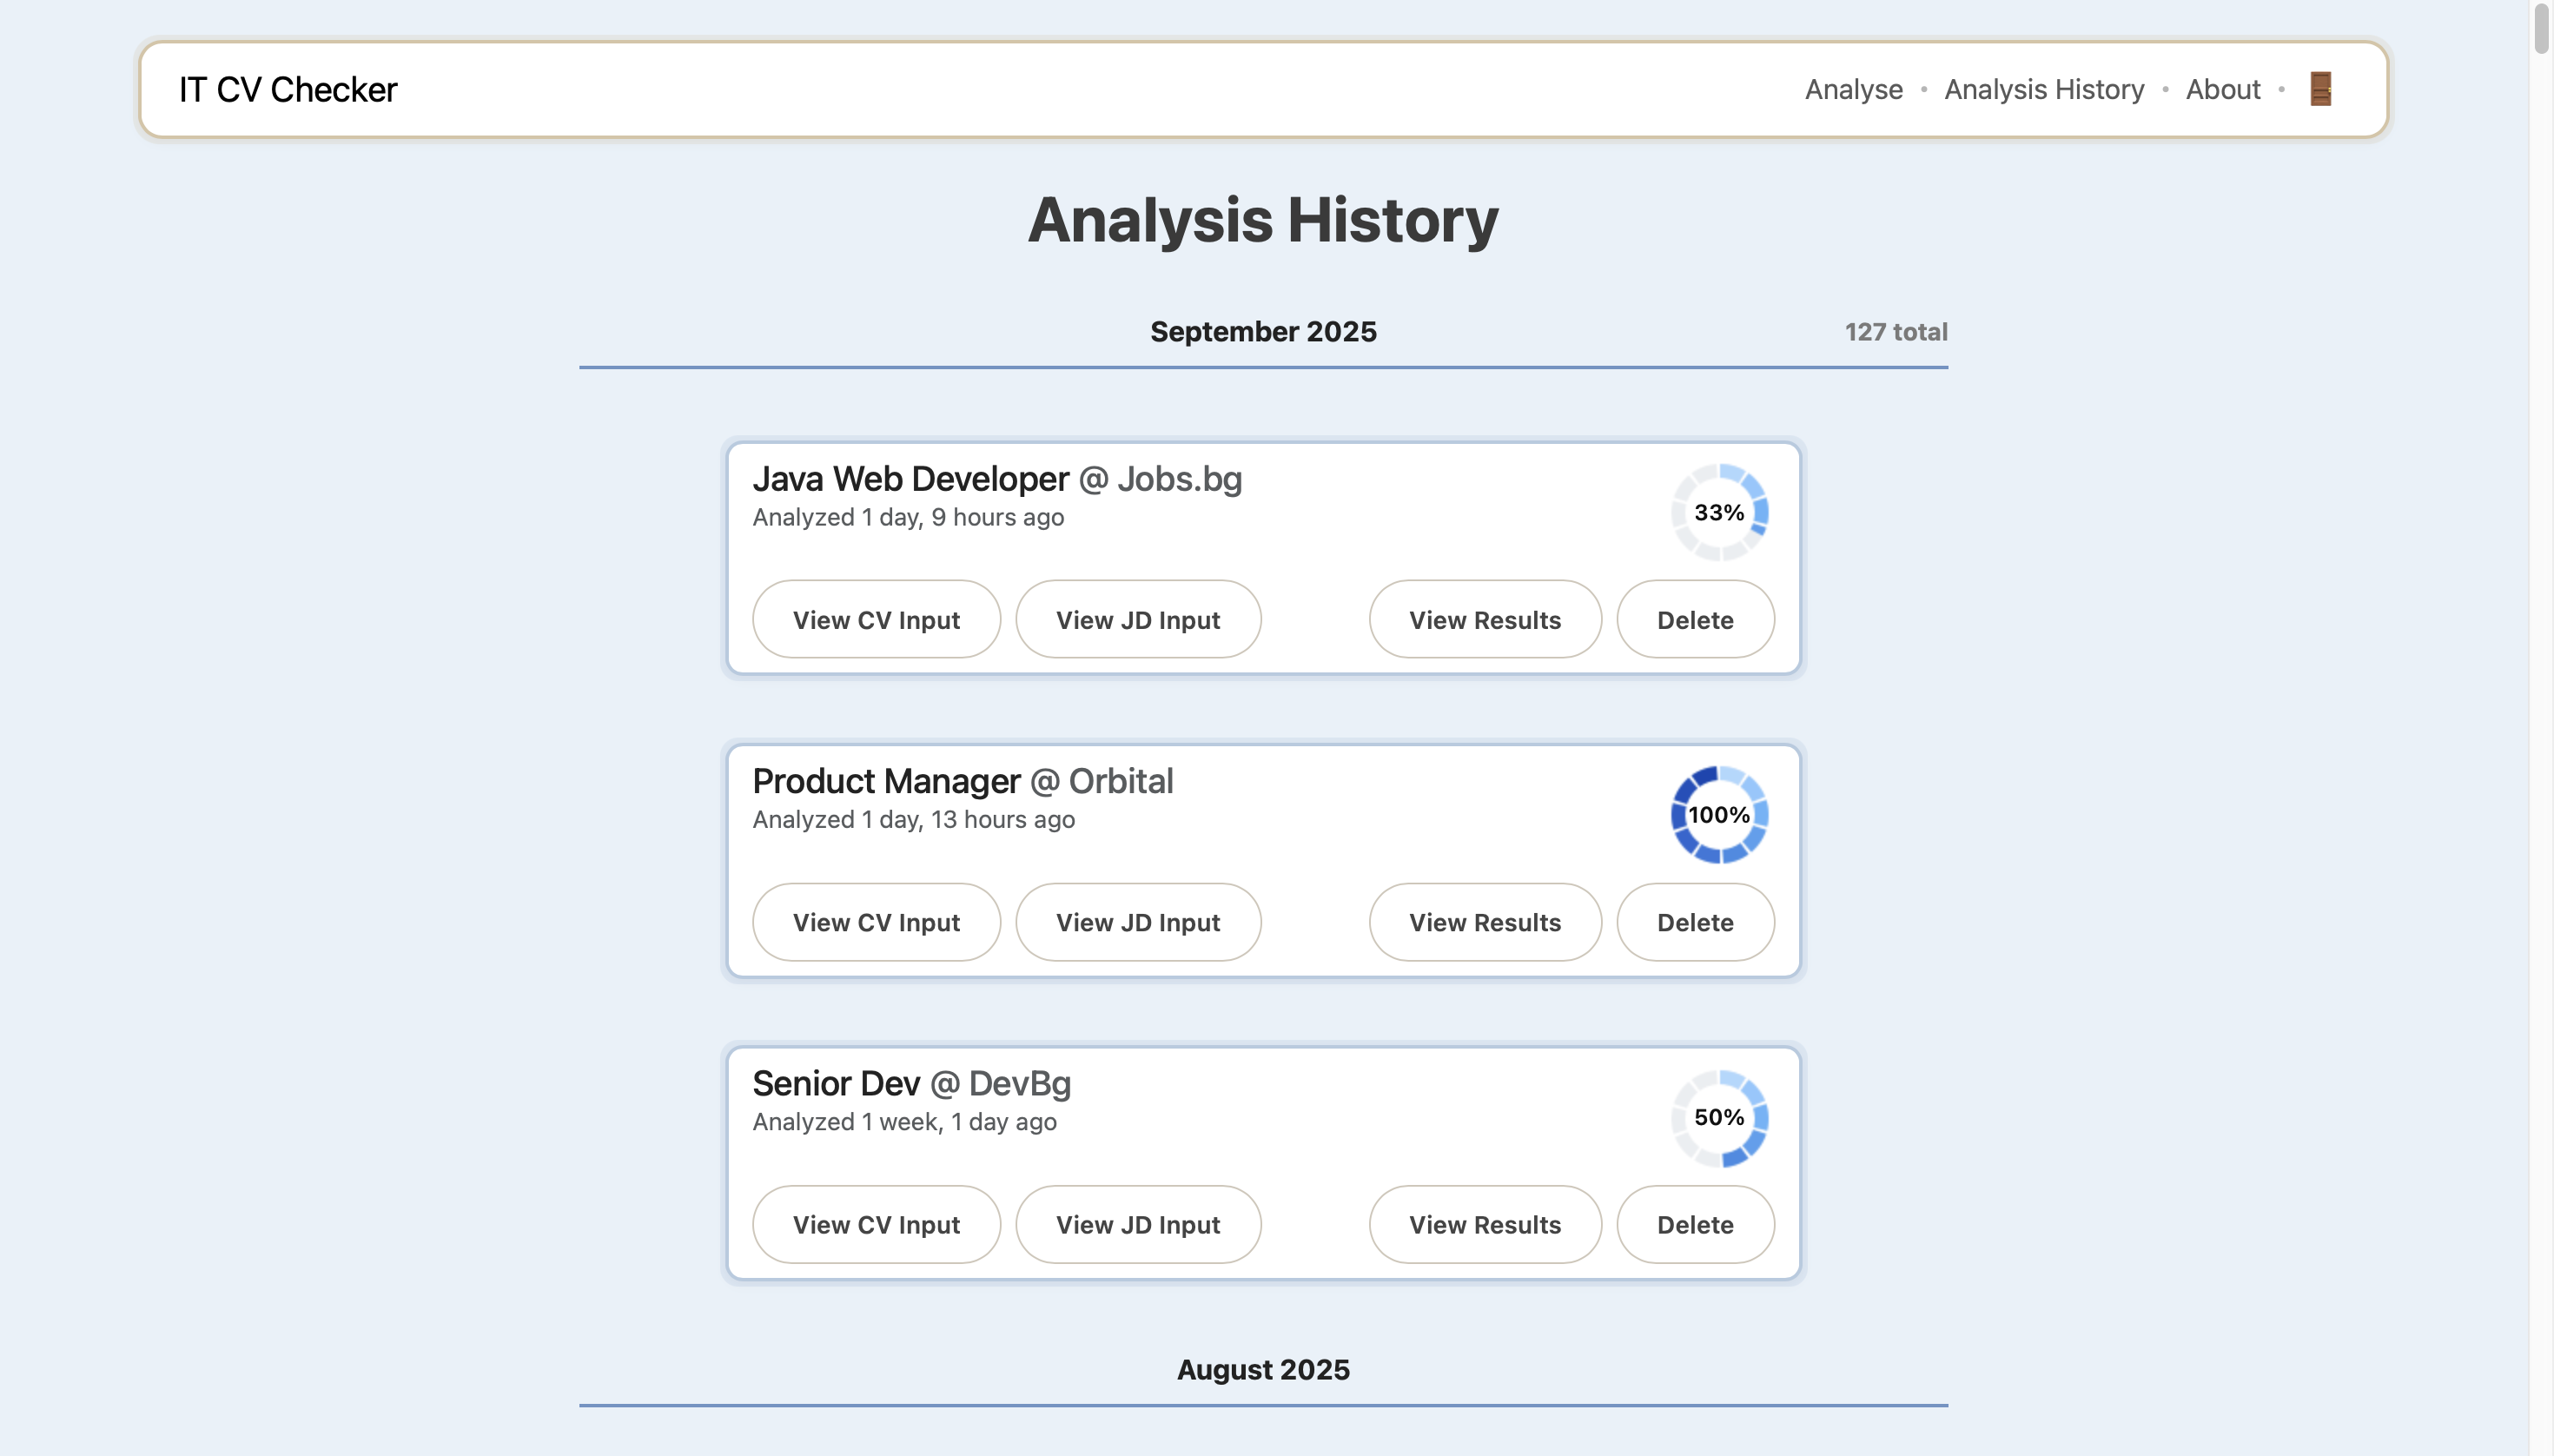 IT CV Checker
Analyse • Analysis History • About •
Analysis History
September 2025
127 total
Java Web Developer @ Jobs.bg
Analyzed 1 day, 9 hours ago
33%
View CV Input
View JD Input
View Results
Delete
Product Manager @ Orbital
Analyzed 1 day, 13 hours ago
100%
View CV Input
View JD Input
View Results
Delete
Senior Dev @ DevBg
Analyzed 1 week, 1 day ago
50%
View CV Input
View JD Input
View Results
Delete
August 2025